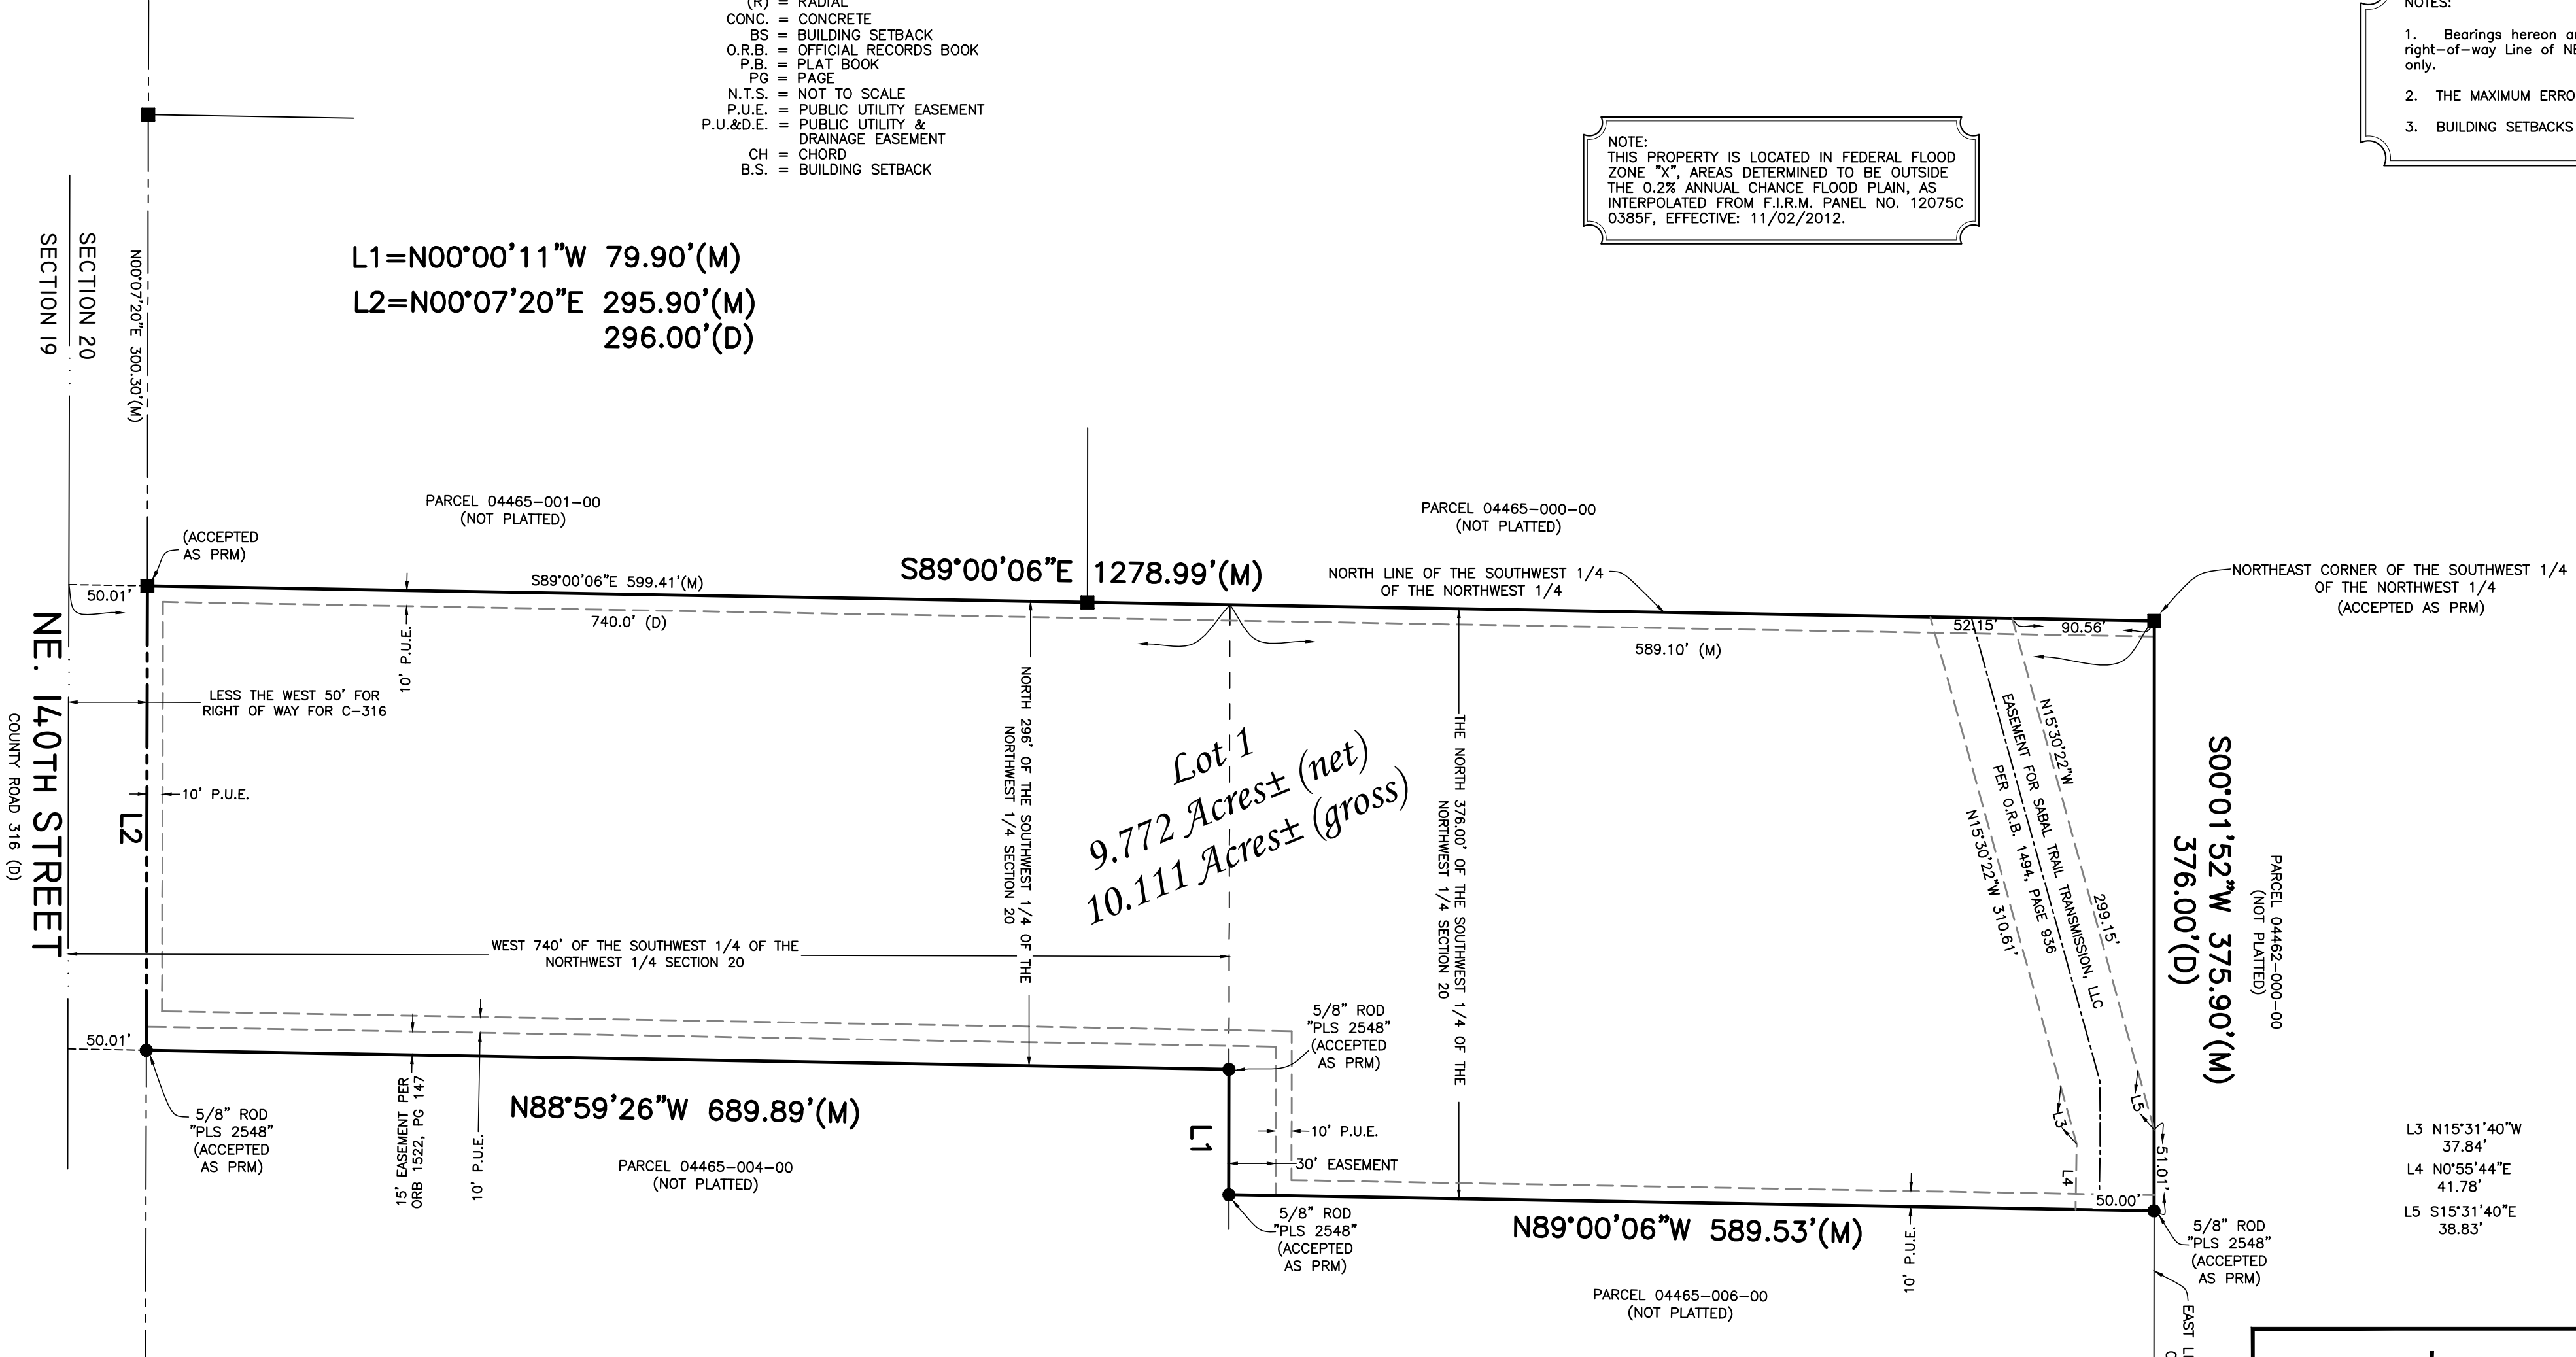 (R) = RADIAL
CONC. = CONCRETE
BS = BUILDING SETBACK
O.R.B. = OFFICIAL RECORDS BOOK
P.B. = PLAT BOOK
PG = PAGE
N.T.S. = NOT TO SCALE
P.U.E. = PUBLIC UTILITY EASEMENT
P.U.&D.E. = PUBLIC UTILITY &
DRAINAGE EASEMENT
CH = CHORD
B.S. = BUILDING SETBACK
NOTES:
1. Bearings hereon
right-of-way Line of
only.
2. THE MAXIMUM
3. BUILDING SETBACKS
NOTE:
THIS PROPERTY IS LOCATED IN FEDERAL FLOOD
ZONE "X", AREAS DETERMINED TO BE OUTSIDE
THE 0.2% ANNUAL CHANCE FLOOD PLAIN, AS
INTERPOLATED FROM F.I.R.M. PANEL NO. 12075C
0385F, EFFECTIVE: 11/02/2012.
SECTION 20
SECTION 19
N00°07'20"E 300.30'(M)
L1=N00°00'11"W 79.90'(M)
L2=N00°07'20"E 295.90'(M)
296.00'(D)
PARCEL 04465-001-00
(NOT PLATTED)
PARCEL 04465-000-00
(NOT PLATTED)
(ACCEPTED
AS PRM)
S89°00'06"E 599.41'(M)
S89°00'06"E 1278.99'(M)
NORTH LINE OF THE SOUTHWEST 1/4
OF THE NORTHWEST 1/4
NORTHEAST CORNER OF THE SOUTHWEST 1/4
OF THE NORTHWEST 1/4
(ACCEPTED AS PRM)
50.01'
740.0' (D)
10' P.U.E.
589.10' (M)
52.15'
90.56'
NE. 140TH STREET
COUNTY ROAD 316 (D)
LESS THE WEST 50' FOR
RIGHT OF WAY FOR C-316
10' P.U.E.
L2
NORTH 296' OF THE SOUTHWEST 1/4 OF THE
NORTHWEST 1/4 SECTION 20
Lot 1
9.772 Acres± (net)
10.111 Acres± (gross)
THE NORTH 376.00' OF THE SOUTHWEST 1/4 OF THE
NORTHWEST 1/4 SECTION 20
N15°30'22"W
299.15'
EASEMENT FOR SABAL TRAIL TRANSMISSION, LLC
PER O.R.B. 1494, PAGE 936
N15°30'22"W 310.61'
S00°01'52"W 375.90'(M)
376.00'(D)
PARCEL 04462-000-00
(NOT PLATTED)
WEST 740' OF THE SOUTHWEST 1/4 OF THE
NORTHWEST 1/4 SECTION 20
50.01'
5/8" ROD
"PLS 2548"
(ACCEPTED
AS PRM)
5/8" ROD
"PLS 2548"
(ACCEPTED
AS PRM)
15' EASEMENT PER
ORB 1522, PG 147
10' P.U.E.
N88°59'26"W 689.89'(M)
PARCEL 04465-004-00
(NOT PLATTED)
L1
10' P.U.E.
30' EASEMENT
5/8" ROD
"PLS 2548"
(ACCEPTED
AS PRM)
N89°00'06"W 589.53'(M)
10' P.U.E.
PARCEL 04465-006-00
(NOT PLATTED)
L3
L4
L5
51.01'
50.00'
5/8" ROD
"PLS 2548"
(ACCEPTED
AS PRM)
L3 N15°31'40"W
37.84'
L4 N0°55'44"E
41.78'
L5 S15°31'40"E
38.83'
EAST